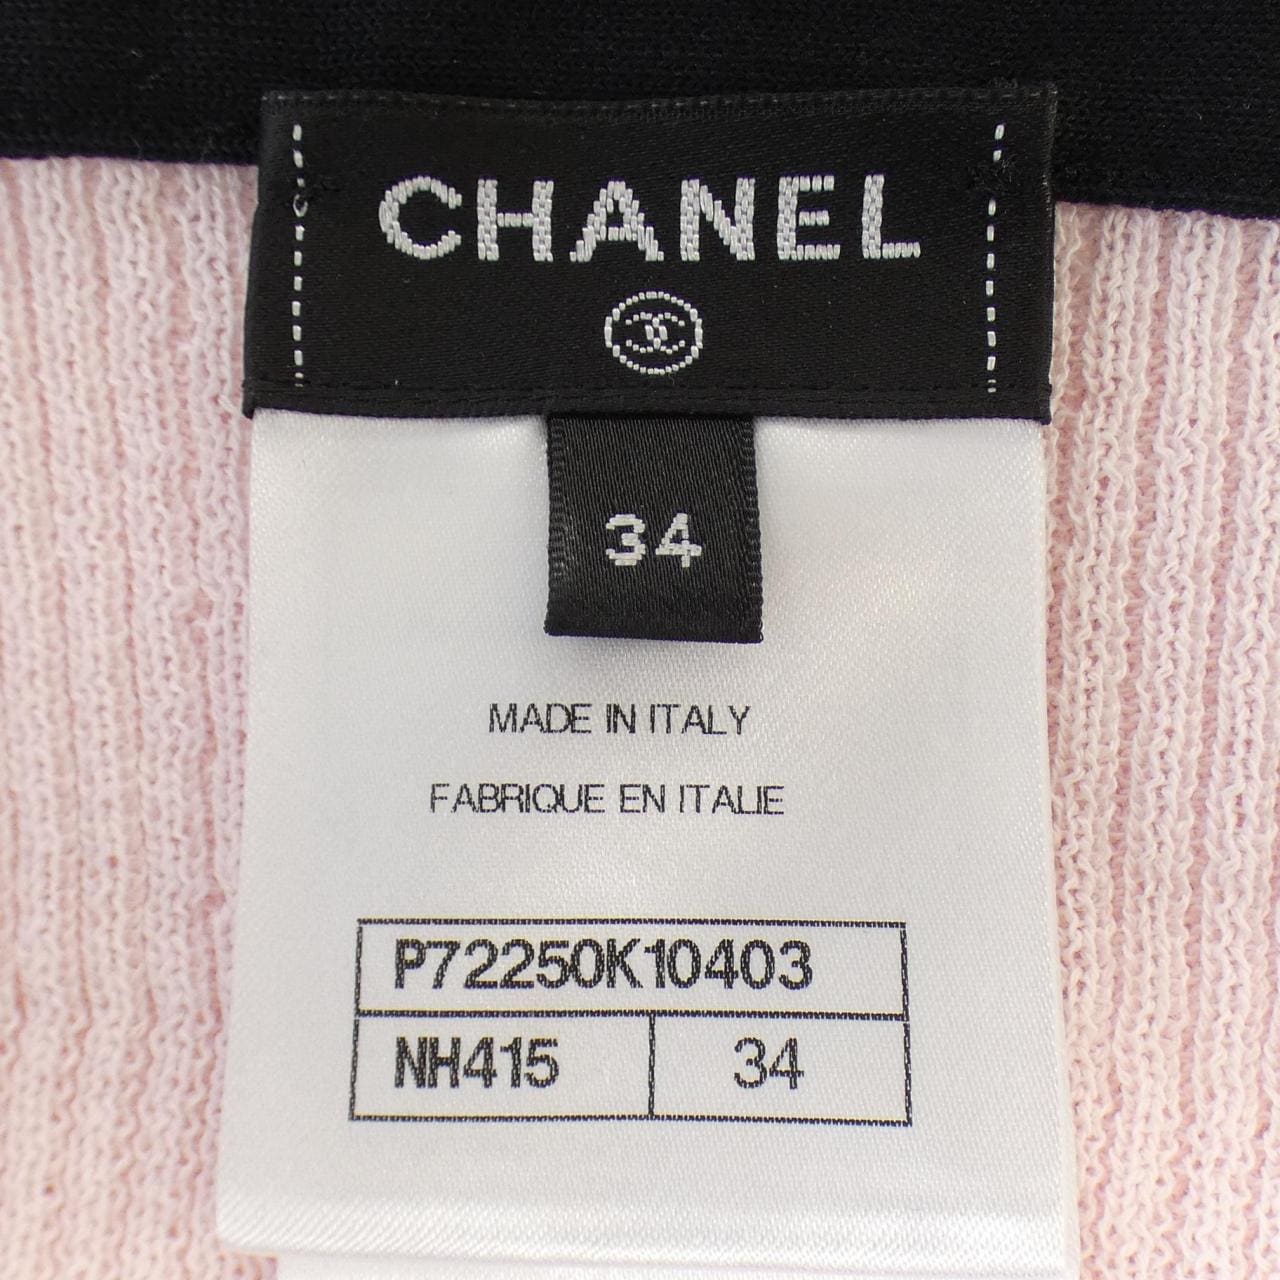 CHANEL
34
MADE IN ITALY
FABRIQUE EN ITALIE
P72250K10403
NH415 34